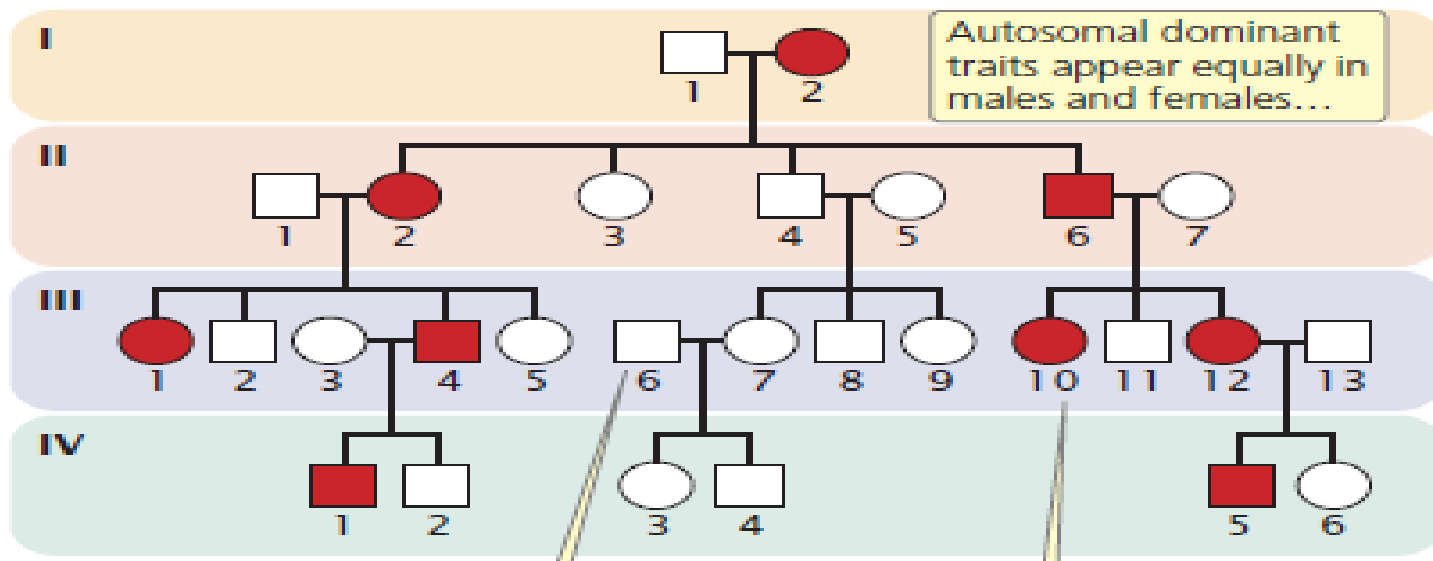 I
Autosomal dominant
traits appear equally in
males and females...
1 2
II
1 2 3 4 5 6 7
III
1 2 3 4 5 6 7 8 9 10 11 12 13
IV
1 2 3 4 5 6